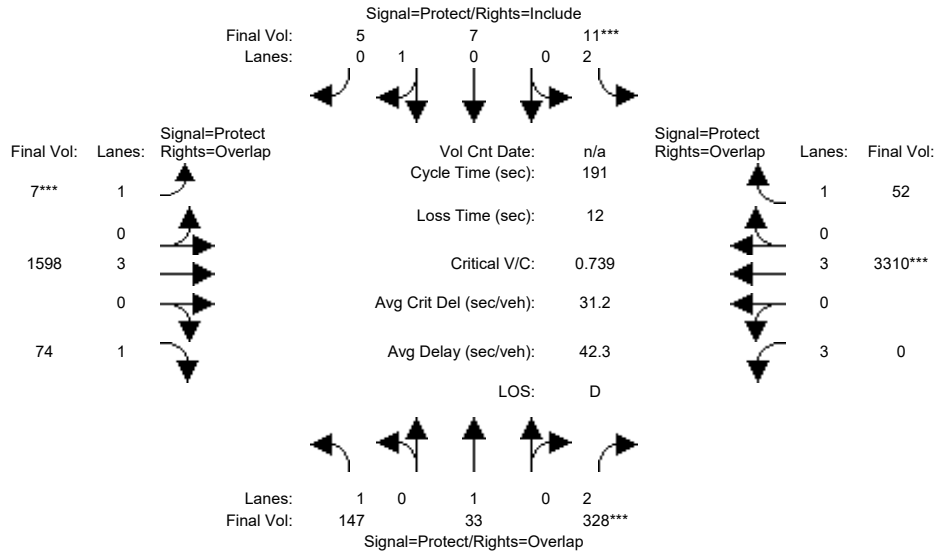 Signal=Protect/Rights=Include
Final Vol: 5 7 11***
Lanes: 0 1 0 0 2
Signal=Protect Signal=Protect
Final Vol: Lanes: Rights=Overlap Vol Cnt Date: n/a Rights=Overlap Lanes: Final Vol:
Cycle Time (sec): 191
7*** 1 1 52
Loss Time (sec): 12
0 0
1598 3 Critical V/C: 0.739 3 3310***
0 Avg Crit Del (sec/veh): 31.2 0
74 1 Avg Delay (sec/veh): 42.3 3 0
LOS: D
Lanes: 1 0 1 0 2
Final Vol: 147 33 328***
Signal=Protect/Rights=Overlap